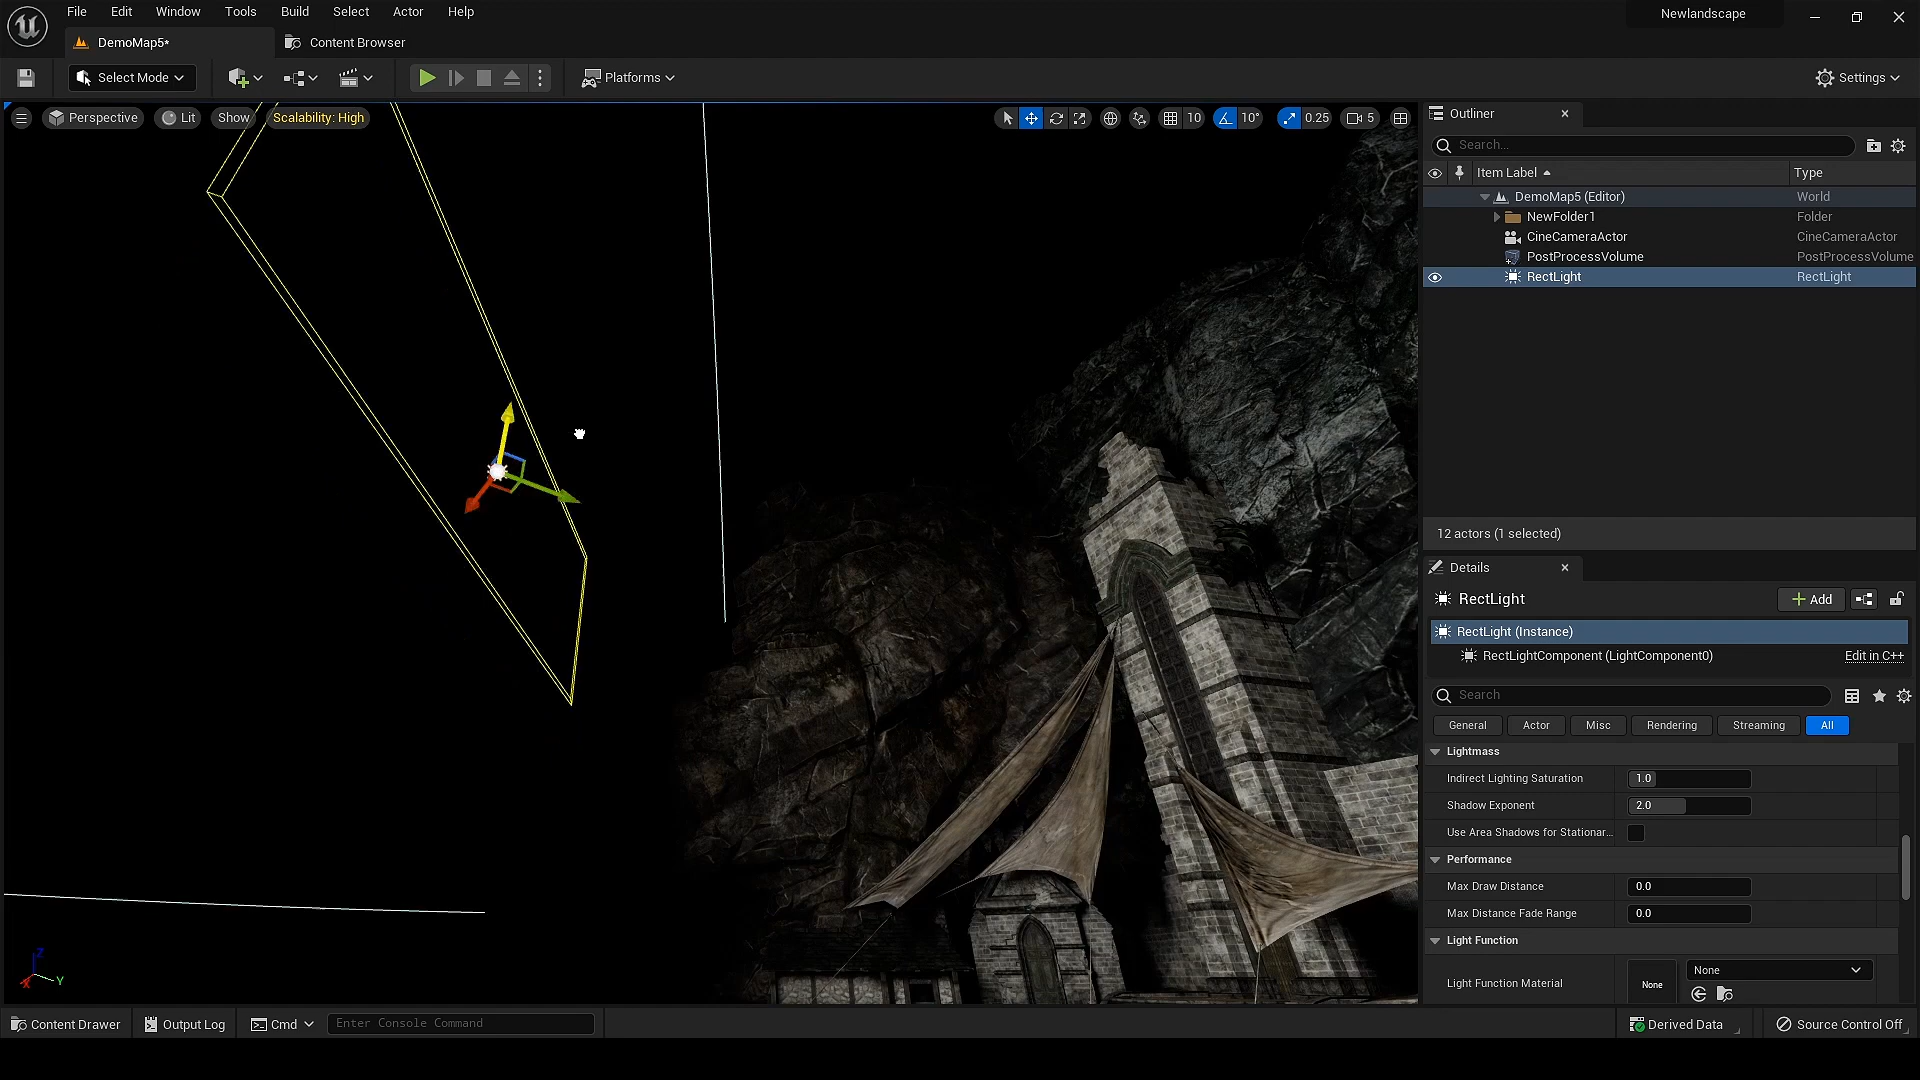 File Edit Window Tools Build Select Actor Help
Newlandscape
DemoMap5*
Content Browser
Select Mode
Platforms
Settings
Perspective
Lit
Show
Scalability: High
10
10°
0.25
5
Outliner
Search...
Item Label
Type
DemoMap5 (Editor)
World
NewFolder1
Folder
CineCameraActor
CineCameraActor
PostProcessVolume
PostProcessVolume
RectLight
RectLight
12 actors (1 selected)
Details
RectLight
Add
RectLight (Instance)
RectLightComponent (LightComponent0)
Edit in C++
Search
General
Actor
Misc
Rendering
Streaming
All
Lightmass
Indirect Lighting Saturation
1.0
Shadow Exponent
2.0
Use Area Shadows for Stationar...
Performance
Max Draw Distance
0.0
Max Distance Fade Range
0.0
Light Function
Light Function Material
None
None
Z
X
Y
Content Drawer
Output Log
Cmd
Enter Console Command
Derived Data
Source Control Off